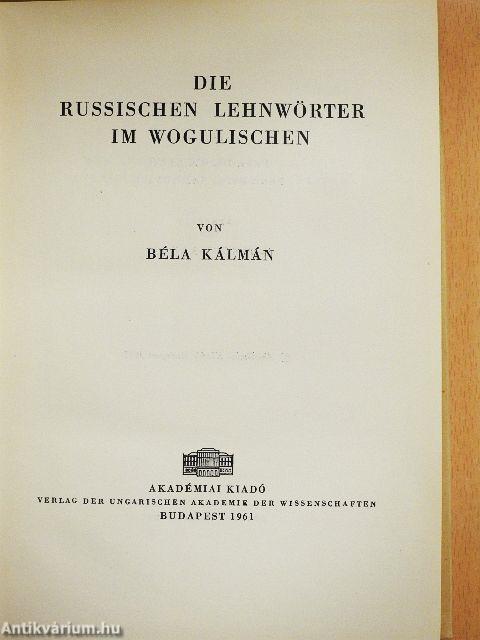 DIE
RUSSISCHEN LEHNWÖRTER
IM WOGULISCHEN
VON
BÉLA KÁLMÁN
AKADÉMIAI KIADÓ
VERLAG DER UNGARISCHEN AKADEMIE DER WISSENSCHAFTEN
BUDAPEST 1961
Antikvárium.hu